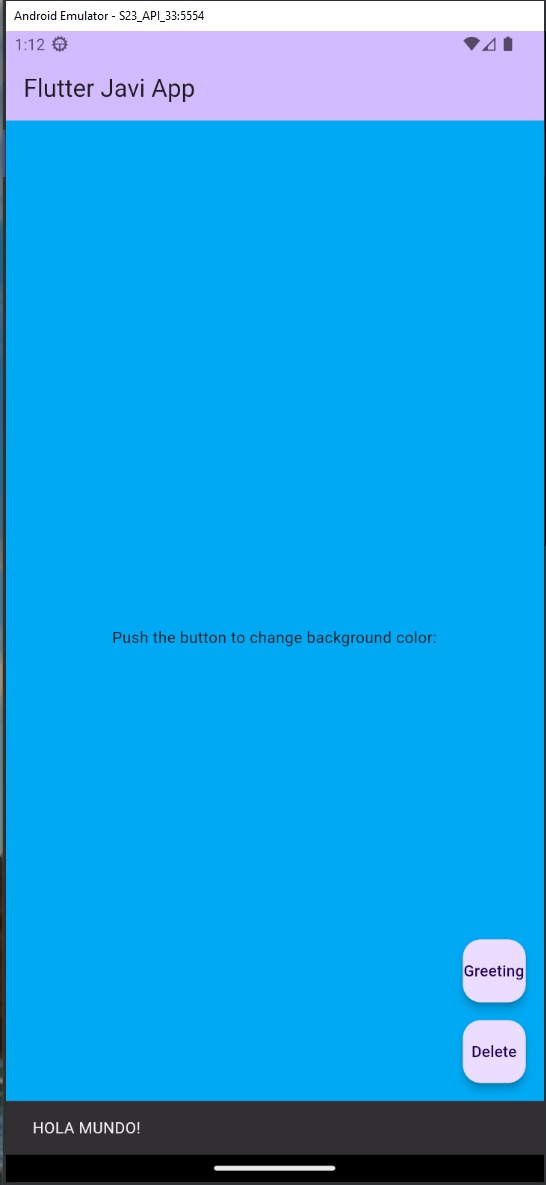 Android Emulator - S23_API_33:5554
1:12
Flutter Javi App
Push the button to change background color:
Greeting
Delete
HOLA MUNDO!